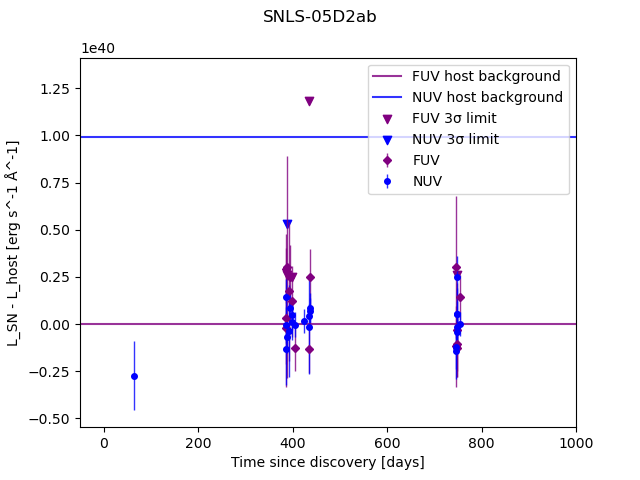 SNLS-05D2ab
1e40
FUV host background
NUV host background
FUV 3σ limit
NUV 3σ limit
FUV
NUV
1.25
1.00
0.75
0.50
0.25
0.00
−0.25
−0.50
L_SN - L_host [erg s^-1 Å^-1]
0 200 400 600 800 1000
Time since discovery [days]